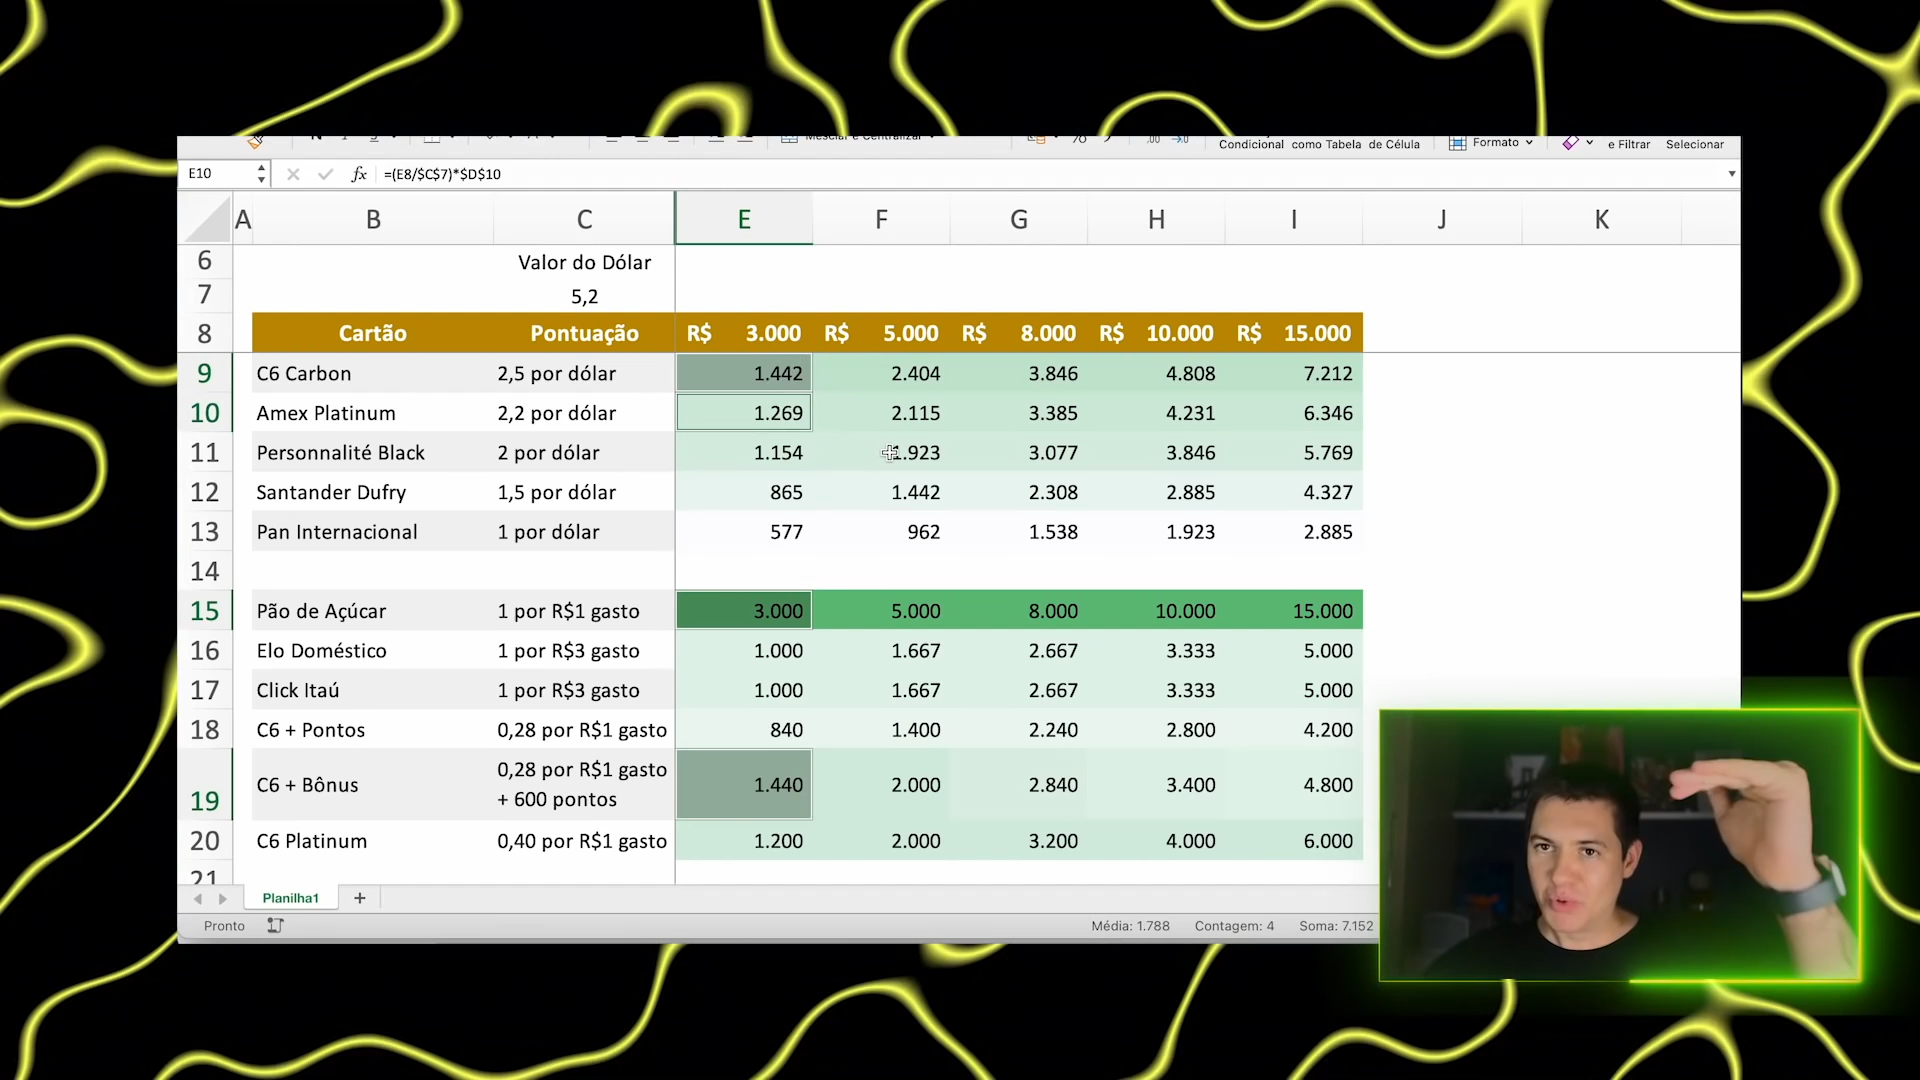 Mesclar e Centralizar
Condicional como Tabela de Célula
Formato
e Filtrar Selecionar
E10
fx =(E8/$C$7)*$D$10
A B C E F G H I J K
6 Valor do Dólar
7 5,2
8 Cartão Pontuação R$ 3.000 R$ 5.000 R$ 8.000 R$ 10.000 R$ 15.000
9 C6 Carbon 2,5 por dólar 1.442 2.404 3.846 4.808 7.212
10 Amex Platinum 2,2 por dólar 1.269 2.115 3.385 4.231 6.346
11 Personnalité Black 2 por dólar 1.154 1.923 3.077 3.846 5.769
12 Santander Dufry 1,5 por dólar 865 1.442 2.308 2.885 4.327
13 Pan Internacional 1 por dólar 577 962 1.538 1.923 2.885
14
15 Pão de Açúcar 1 por R$1 gasto 3.000 5.000 8.000 10.000 15.000
16 Elo Doméstico 1 por R$3 gasto 1.000 1.667 2.667 3.333 5.000
17 Click Itaú 1 por R$3 gasto 1.000 1.667 2.667 3.333 5.000
18 C6 + Pontos 0,28 por R$1 gasto 840 1.400 2.240 2.800 4.200
19 C6 + Bônus 0,28 por R$1 gasto 1.440 2.000 2.840 3.400 4.800
+ 600 pontos
20 C6 Platinum 0,40 por R$1 gasto 1.200 2.000 3.200 4.000 6.000
21
Planilha1 +
Pronto Média: 1.788 Contagem: 4 Soma: 7.152